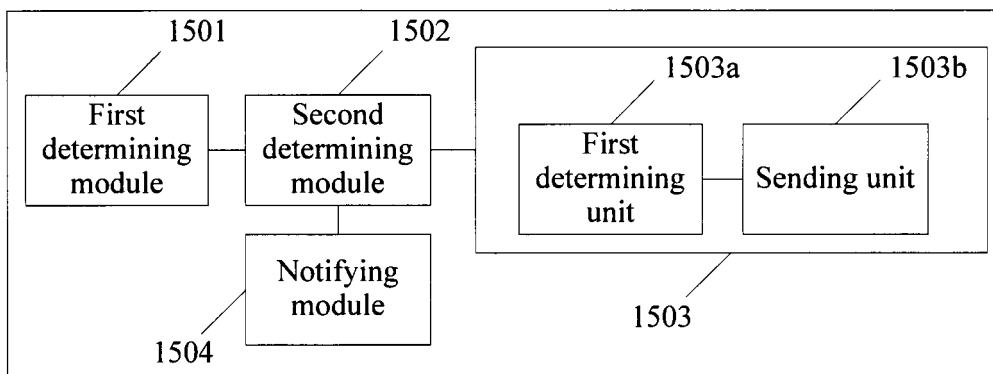 1501
1502
1503a
1503b
First
determining
module
Second
determining
module
First
determining
unit
Sending unit
Notifying
module
1503
1504